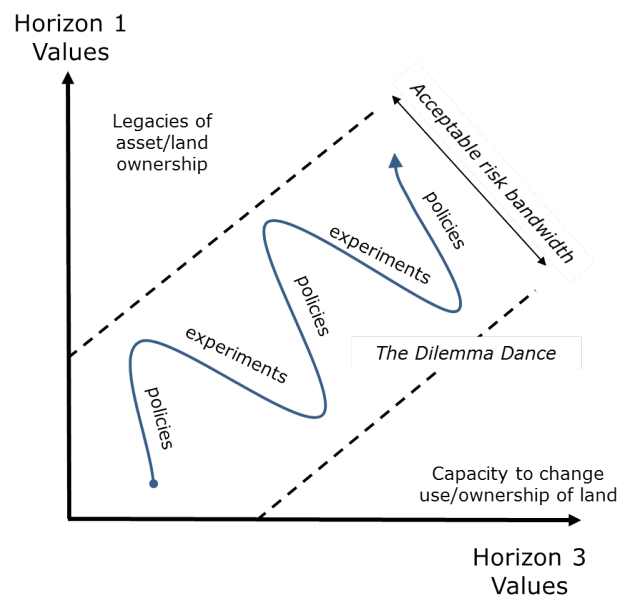 Horizon 1
Values
Legacies of
asset/land
ownership
Acceptable risk bandwidth
policies
experiments
policies
experiments
policies
The Dilemma Dance
Capacity to change
use/ownership of land
Horizon 3
Values